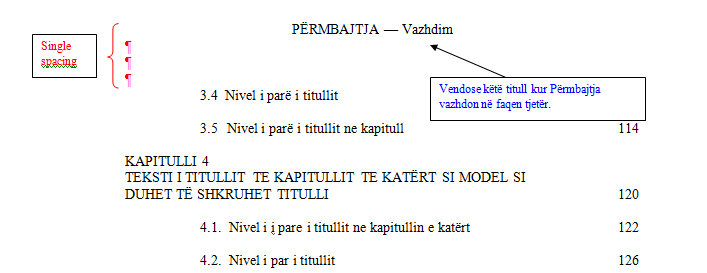 PËRMBAJTJA — Vazhdim
Single
spacing
¶
¶
¶
Vendose këtë titull kur Përmbajtja
vazhdon në faqen tjetër.
3.4 Nivel i parë i titullit
3.5 Nivel i parë i titullit ne kapitull 114
KAPITULLI 4
TEKSTI I TITULLIT TE KAPITULLIT TE KATËRT SI MODEL SI
DUHET TË SHKRUHET TITULLI 120
4.1. Nivel i į pare i titullit ne kapitullin e katërt 122
4.2. Nivel i par i titullit 126